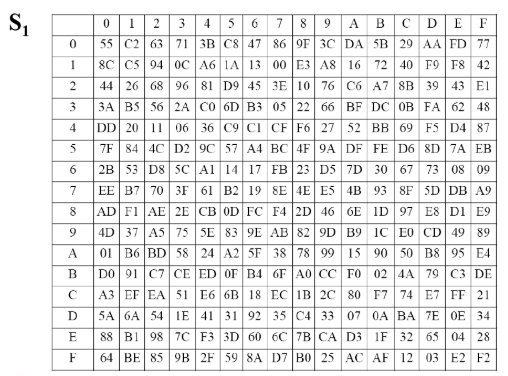 S1
0 1 2 3 4 5 6 7 8 9 A B C D E F
0 55 C2 63 71 3B C8 47 86 9F 3C DA 5B 29 AA FD 77
1 8C C5 94 0C A6 1A 13 00 E3 A8 16 72 40 F9 F8 42
2 44 26 68 96 81 D9 45 3E 10 76 C6 A7 8B 39 43 E1
3 3A B5 56 2A C0 6D B3 05 22 66 BF DC 0B FA 62 48
4 DD 20 11 06 36 C9 C1 CF F6 27 52 BB 69 F5 D4 87
5 7F 84 4C D2 9C 57 A4 BC 4F 9A DF FE D6 8D 7A EB
6 2B 53 D8 5C A1 14 17 FB 23 D5 7D 30 67 73 08 09
7 EE B7 70 3F 61 B2 19 8E 4E E5 4B 93 8F 5D DB A9
8 AD F1 AE 2E CB 0D FC F4 2D 46 6E 1D 97 E8 D1 E9
9 4D 37 A5 75 5E 83 9E AB 82 9D B9 1C E0 CD 49 89
A 01 B6 BD 58 24 A2 5F 38 78 99 15 90 50 B8 95 E4
B D0 91 C7 CE ED 0F B4 6F A0 CC F0 02 4A 79 C3 DE
C A3 EF EA 51 E6 6B 18 EC 1B 2C 80 F7 74 E7 FF 21
D 5A 6A 54 1E 41 31 92 35 C4 33 07 0A BA 7E 0E 34
E 88 B1 98 7C F3 3D 60 6C 7B CA D3 1F 32 65 04 28
F 64 BE 85 9B 2F 59 8A D7 B0 25 AC AF 12 03 E2 F2